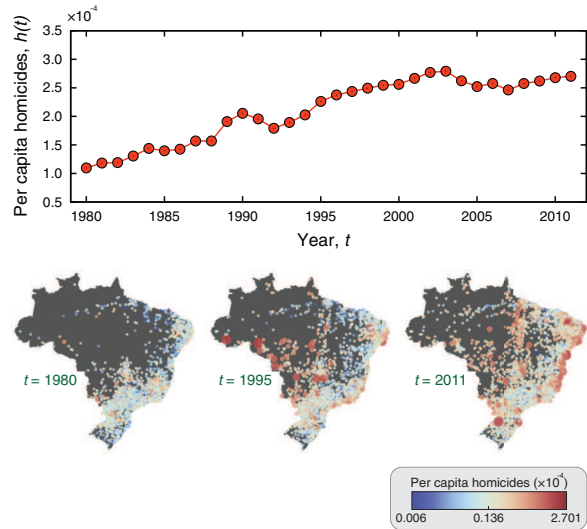 ×10⁻⁴
Per capita homicides, h(t)
3.5
3.0
2.5
2.0
1.5
1.0
0.5
1980 1985 1990 1995 2000 2005 2010
Year, t
t = 1980
t = 1995
t = 2011
Per capita homicides (×10⁻⁴)
0.006 0.136 2.701